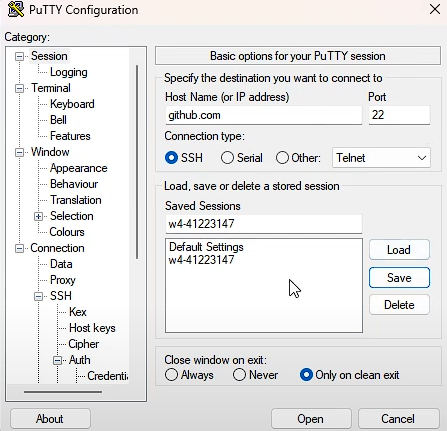 PuTTY Configuration
Category:
Session
Logging
Terminal
Keyboard
Bell
Features
Window
Appearance
Behaviour
Translation
Selection
Colours
Connection
Data
Proxy
SSH
Kex
Host keys
Cipher
Auth
Basic options for your PuTTY session
Specify the destination you want to connect to
Host Name (or IP address) Port
github.com 22
Connection type:
SSH Serial Other: Telnet
Load, save or delete a stored session
Saved Sessions
w4-41223147
Default Settings
w4-41223147
Load
Save
Delete
Close window on exit:
Always Never Only on clean exit
About Open Cancel